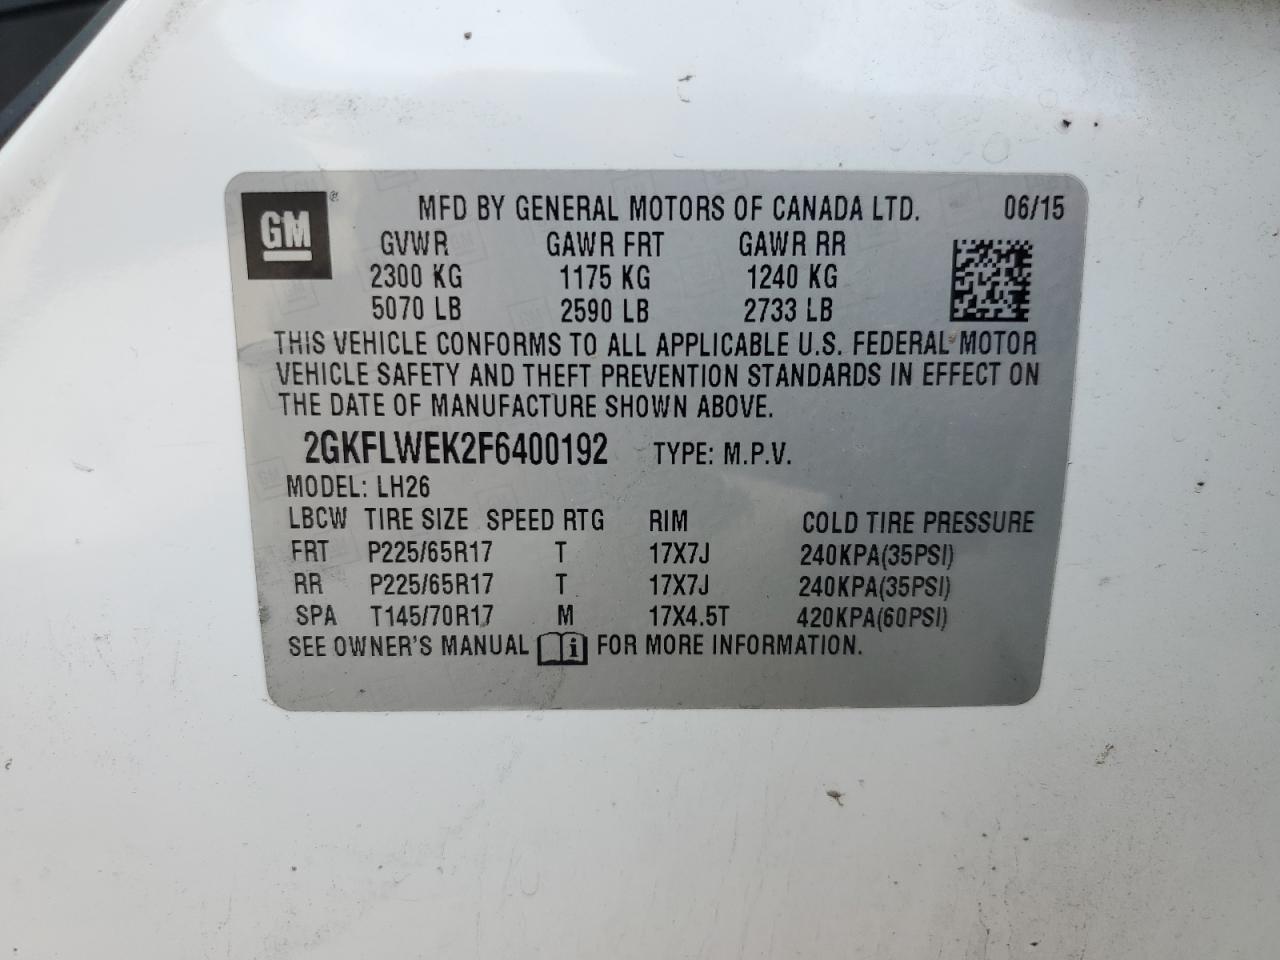 GM ® MFD BY GENERAL MOTORS OF CANADA LTD. 06/15
GVWR GAWR FRT GAWR RR
2300 KG 1175 KG 1240 KG
5070 LB 2590 LB 2733 LB
THIS VEHICLE CONFORMS TO ALL APPLICABLE U.S. FEDERAL MOTOR
VEHICLE SAFETY AND THEFT PREVENTION STANDARDS IN EFFECT ON
THE DATE OF MANUFACTURE SHOWN ABOVE.
2GKFLWEK2F6400192 TYPE: M.P.V.
MODEL: LH26
LBCW TIRE SIZE SPEED RTG RIM COLD TIRE PRESSURE
FRT P225/65R17 T 17X7J 240KPA(35PSI)
RR P225/65R17 T 17X7J 240KPA(35PSI)
SPA T145/70R17 M 17X4.5T 420KPA(60PSI)
SEE OWNER'S MANUAL i FOR MORE INFORMATION.